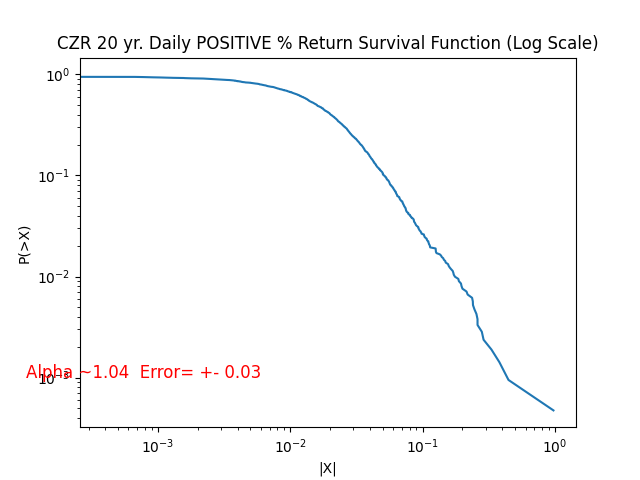 CZR 20 yr. Daily POSITIVE % Return Survival Function (Log Scale)
10⁰
10⁻¹
10⁻²
10⁻³
P(>X)
Alpha ~1.04 Error= +- 0.03
10⁻³ 10⁻² 10⁻¹ 10⁰
|X|